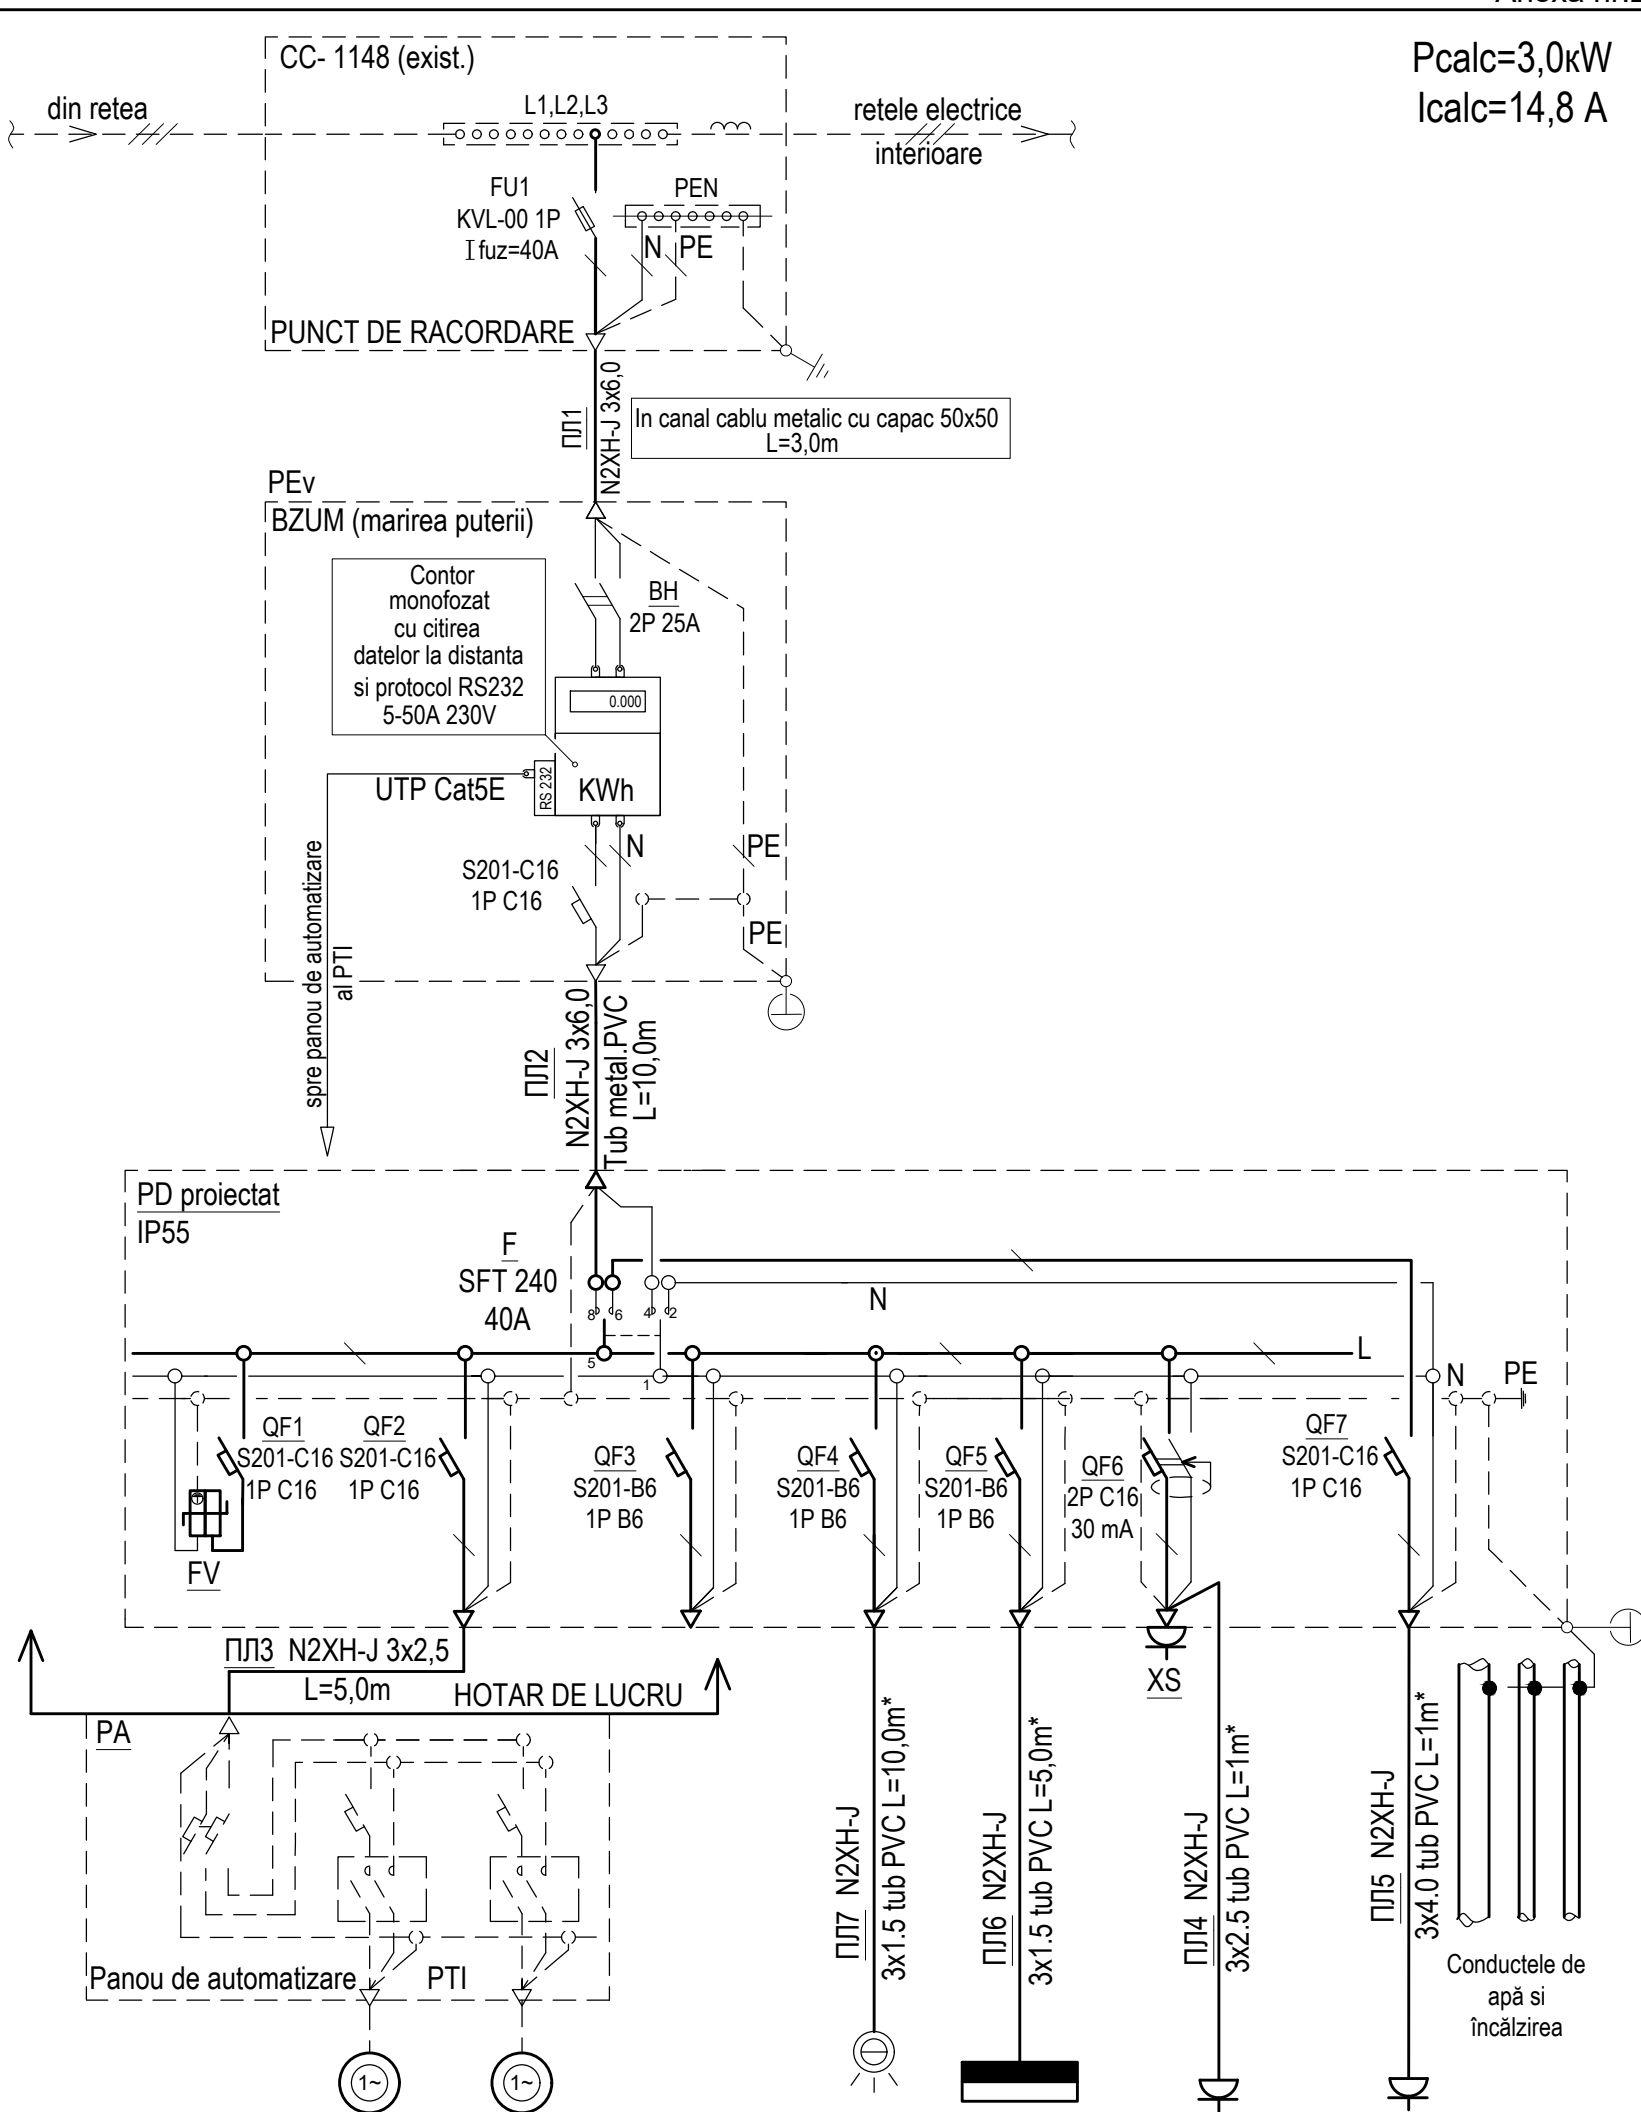 Pcalc=3,0кW
Icalc=14,8 A
CC- 1148 (exist.)
din retea
L1,L2,L3
retele electrice
interioare
FU1
KVL-00 1P
I fuz=40A
PEN
N
PE
PUNCT DE RACORDARE
ПЛ1
N2XH-J 3x6,0
In canal cablu metalic cu capac 50x50
L=3,0m
PEv
BZUM (marirea puterii)
Contor
monofozat
cu citirea
datelor la distanta
si protocol RS232
5-50A 230V
BH
2P 25A
0.000
RS 232
KWh
UTP Cat5E
N
PE
S201-C16
1P C16
PE
spre panou de automatizare
al PTI
ПЛ2
N2XH-J 3x6,0
Tub metal.PVC
L=10,0m
PD proiectat
IP55
F
SFT 240
40A
8
6
4
2
N
5
1
L
N
PE
QF1
S201-C16
1P C16
QF2
S201-C16
1P C16
QF3
S201-B6
1P B6
QF4
S201-B6
1P B6
QF5
S201-B6
1P B6
QF6
2P C16
30 mA
QF7
S201-C16
1P C16
FV
ПЛ3 N2XH-J 3x2,5
L=5,0m
HOTAR DE LUCRU
XS
PA
Panou de automatizare
PTI
1~
1~
ПЛ7 N2XH-J
3x1.5 tub PVC L=10,0m*
ПЛ6 N2XH-J
3x1.5 tub PVC L=5,0m*
ПЛ4 N2XH-J
3x2.5 tub PVC L=1m*
ПЛ5 N2XH-J
3x4.0 tub PVC L=1m*
Conductele de
apă si
încălzirea